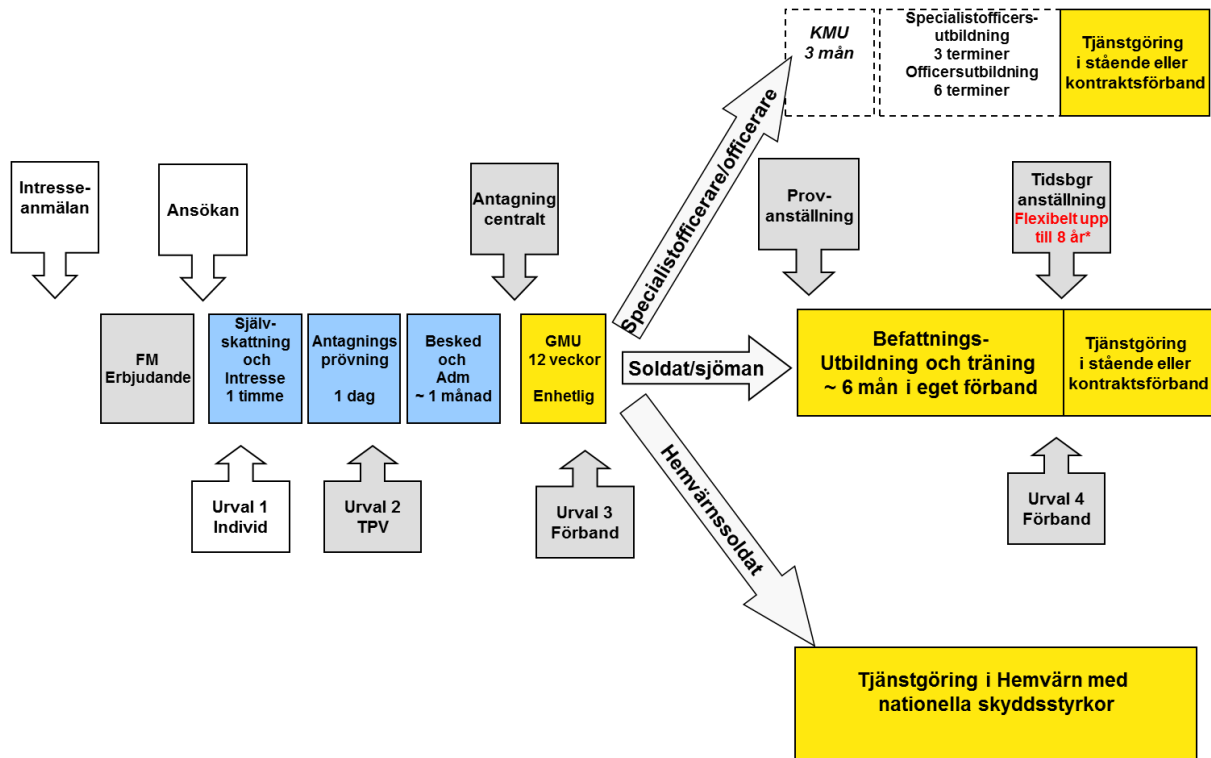 KMU
3 mån
Specialistofficers-
utbildning
3 terminer
Officersutbildning
6 terminer
Tjänstgöring
i stående eller
kontraktsförband
Specialistofficerare/officerare
Intresse-
anmälan
Ansökan
Antagning
centralt
Prov-
anställning
Tidsbgr
anställning
Flexibelt upp
till 8 år*
FM
Erbjudande
Själv-
skattning
och
Intresse
1 timme
Antagnings
prövning
1 dag
Besked
och
Adm
~ 1 månad
GMU
12 veckor
Enhetlig
Soldat/sjöman
Befattnings-
Utbildning och träning
~ 6 mån i eget förband
Tjänstgöring
i stående eller
kontraktsförband
Urval 1
Individ
Urval 2
TPV
Urval 3
Förband
Hemvärnssoldat
Urval 4
Förband
Tjänstgöring i Hemvärn med
nationella skyddsstyrkor